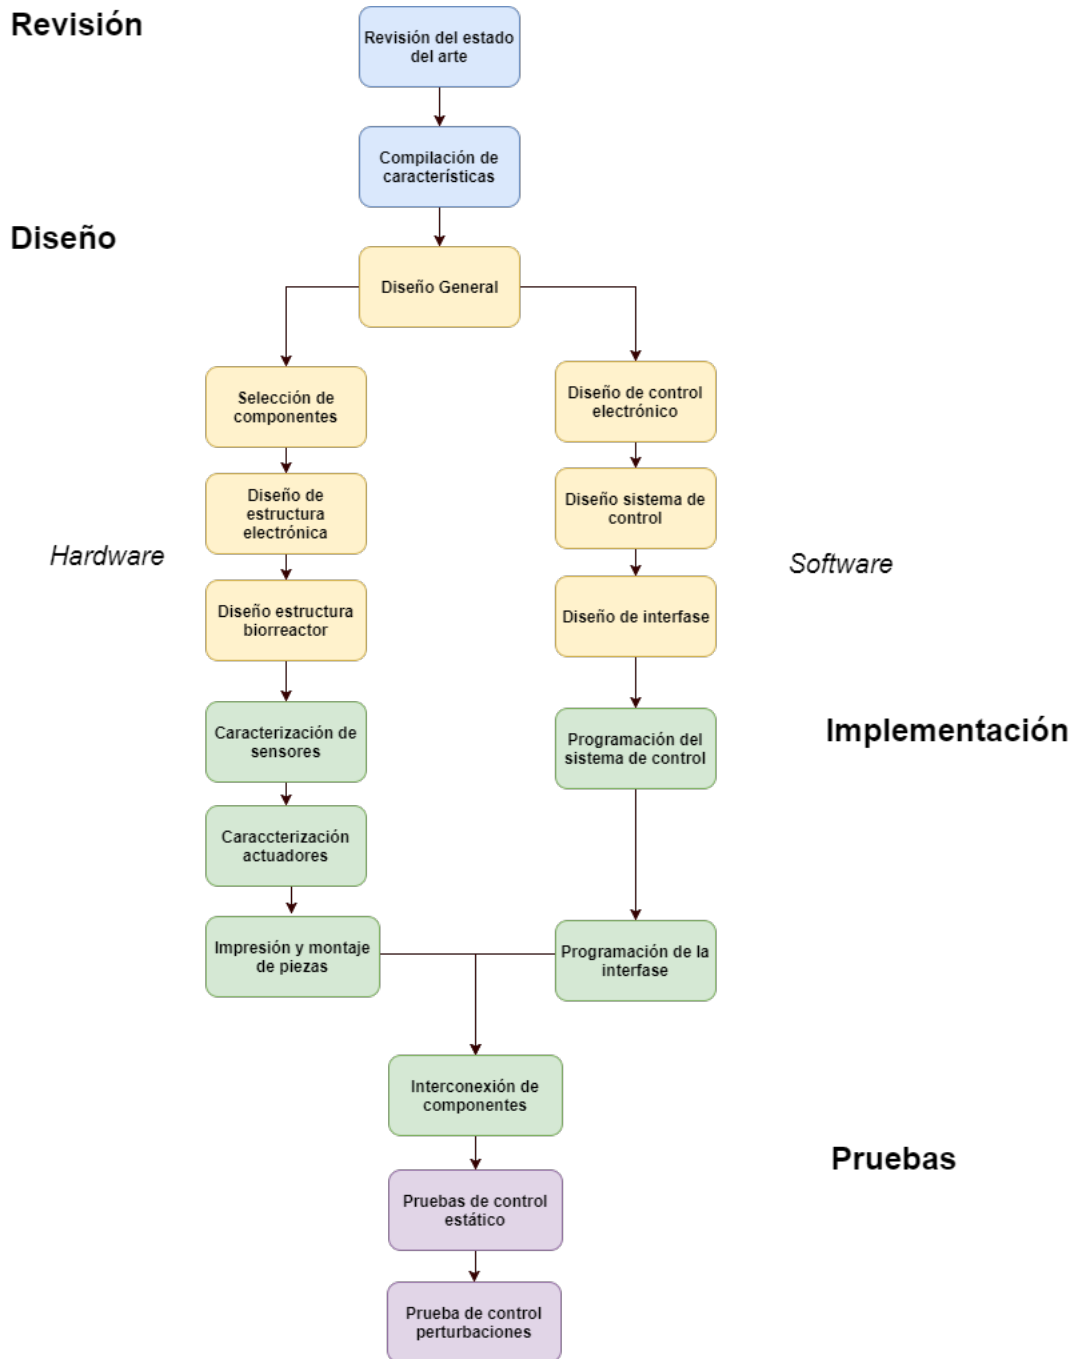 Revisión
Revisión del estado
del arte
Compilación de
características
Diseño
Diseño General
Selección de
componentes
Diseño de
estructura
electrónica
Hardware
Diseño estructura
biorreactor
Caracterización de
sensores
Caraccterización
actuadores
Impresión y montaje
de piezas
Diseño de control
electrónico
Diseño sistema de
control
Software
Diseño de interfase
Implementación
Programación del
sistema de control
Programación de la
interfase
Interconexión de
componentes
Pruebas
Pruebas de control
estático
Prueba de control
perturbaciones